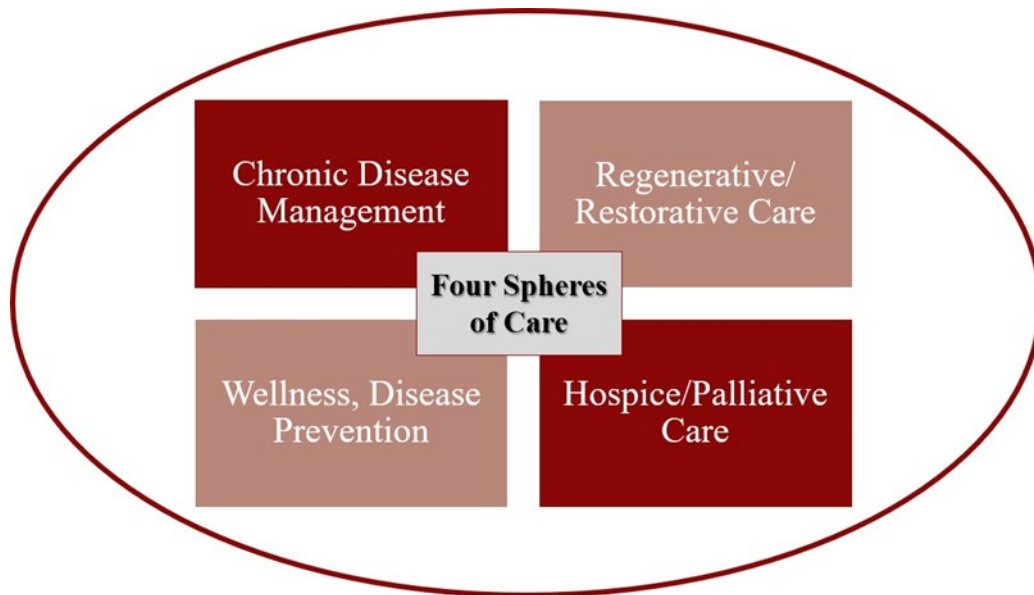 Chronic Disease
Management
Regenerative/
Restorative Care
Four Spheres
of Care
Wellness, Disease
Prevention
Hospice/Palliative
Care